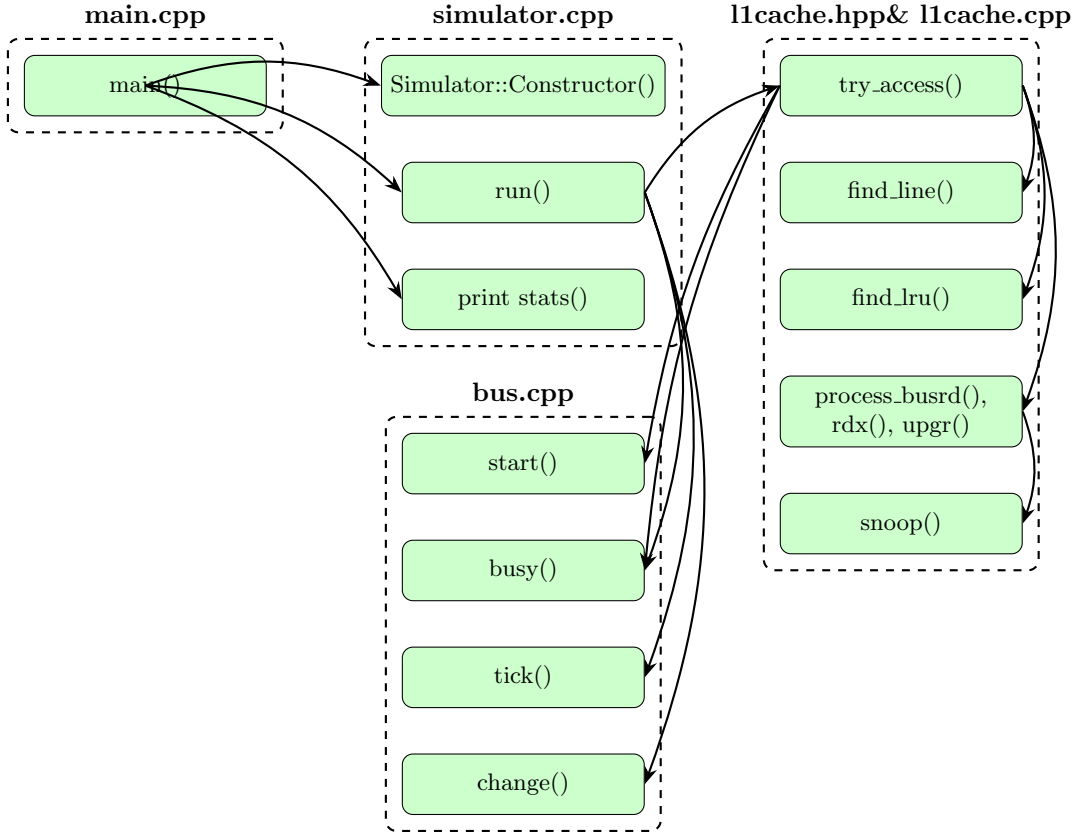 main.cpp
main()
simulator.cpp
Simulator::Constructor()
run()
print stats()
bus.cpp
start()
busy()
tick()
change()
l1cache.hpp& l1cache.cpp
try_access()
find_line()
find_lru()
process_busrd(),
rdx(), upgr()
snoop()